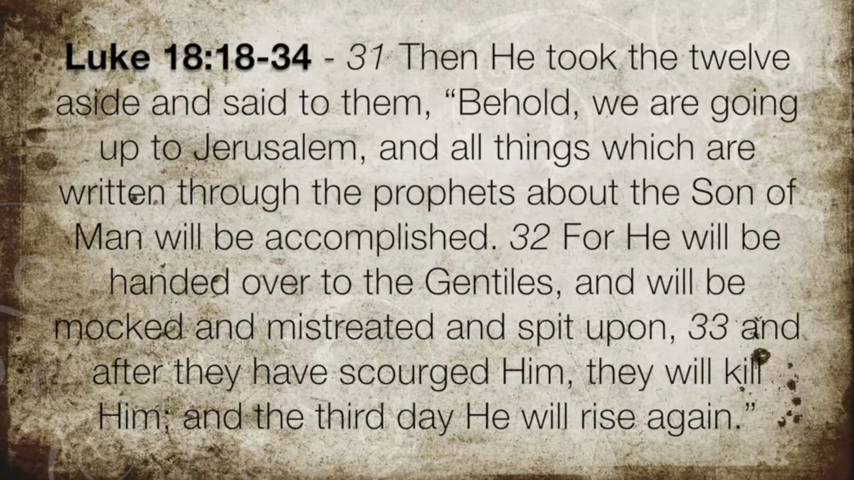 Luke 18:18-34 - 31 Then He took the twelve
aside and said to them, “Behold, we are going
up to Jerusalem, and all things which are
written through the prophets about the Son of
Man will be accomplished. 32 For He will be
handed over to the Gentiles, and will be
mocked and mistreated and spit upon, 33 and
after they have scourged Him, they will kill
Him; and the third day He will rise again.”